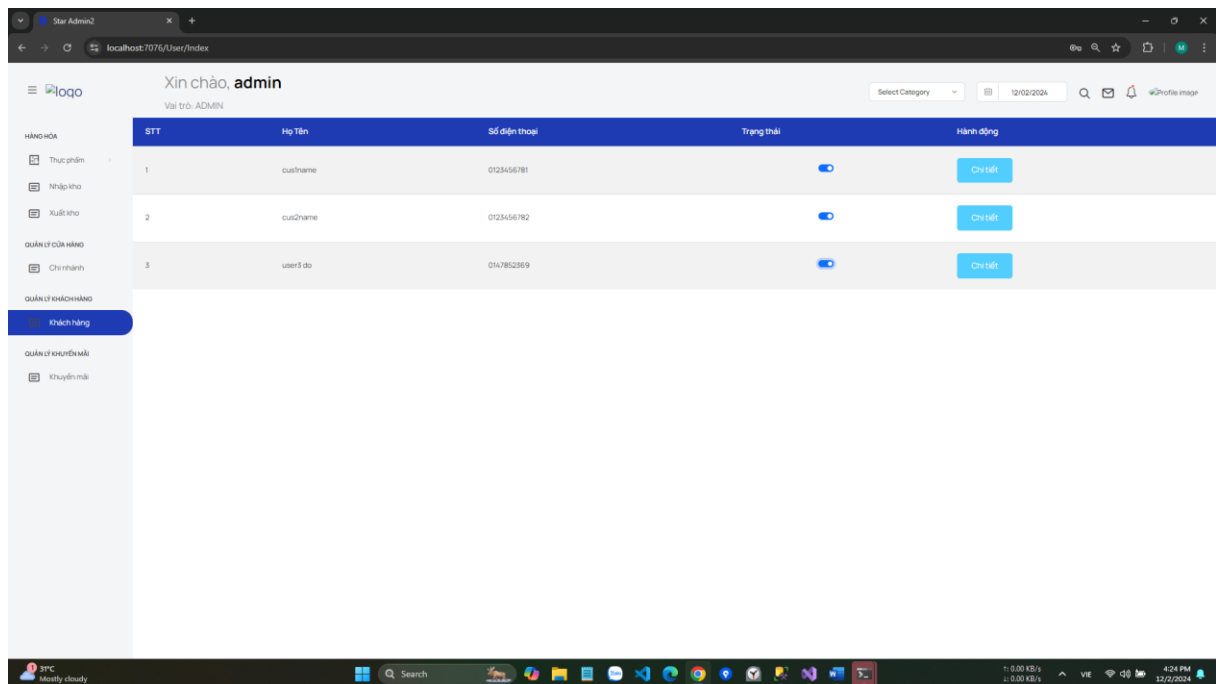 Star Admin2
localhost:7076/User/Index
logo
Xin chào, admin
Vai trò: ADMIN
Select Category
12/02/2024
Profile image
HÀNG HÓA
Thực phẩm
Nhập kho
Xuất kho
QUẢN LÝ CỬA HÀNG
Chi nhánh
QUẢN LÝ KHÁCH HÀNG
Khách hàng
QUẢN LÝ KHUYẾN MÃI
Khuyến mãi
STT Họ Tên Số điện thoại Trạng thái Hành động
1 cus1name 0123456781 Chi tiết
2 cus2name 0123456782 Chi tiết
3 user3 do 0147852369 Chi tiết
1
31°C
Mostly cloudy
Search
Zalo
↑: 0.00 KB/s
↓: 0.00 KB/s
VIE
4:24 PM
12/2/2024